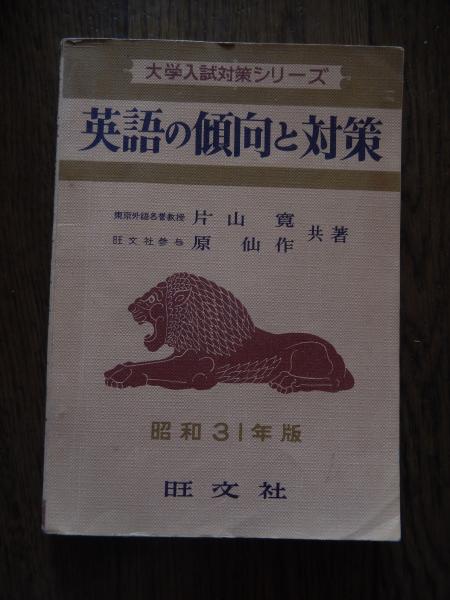 大学入試対策シリーズ
英語の傾向と対策
東京外語名誉教授 片山 寛
旺文社参与 原 仙作 共著
昭和31年版
旺文社